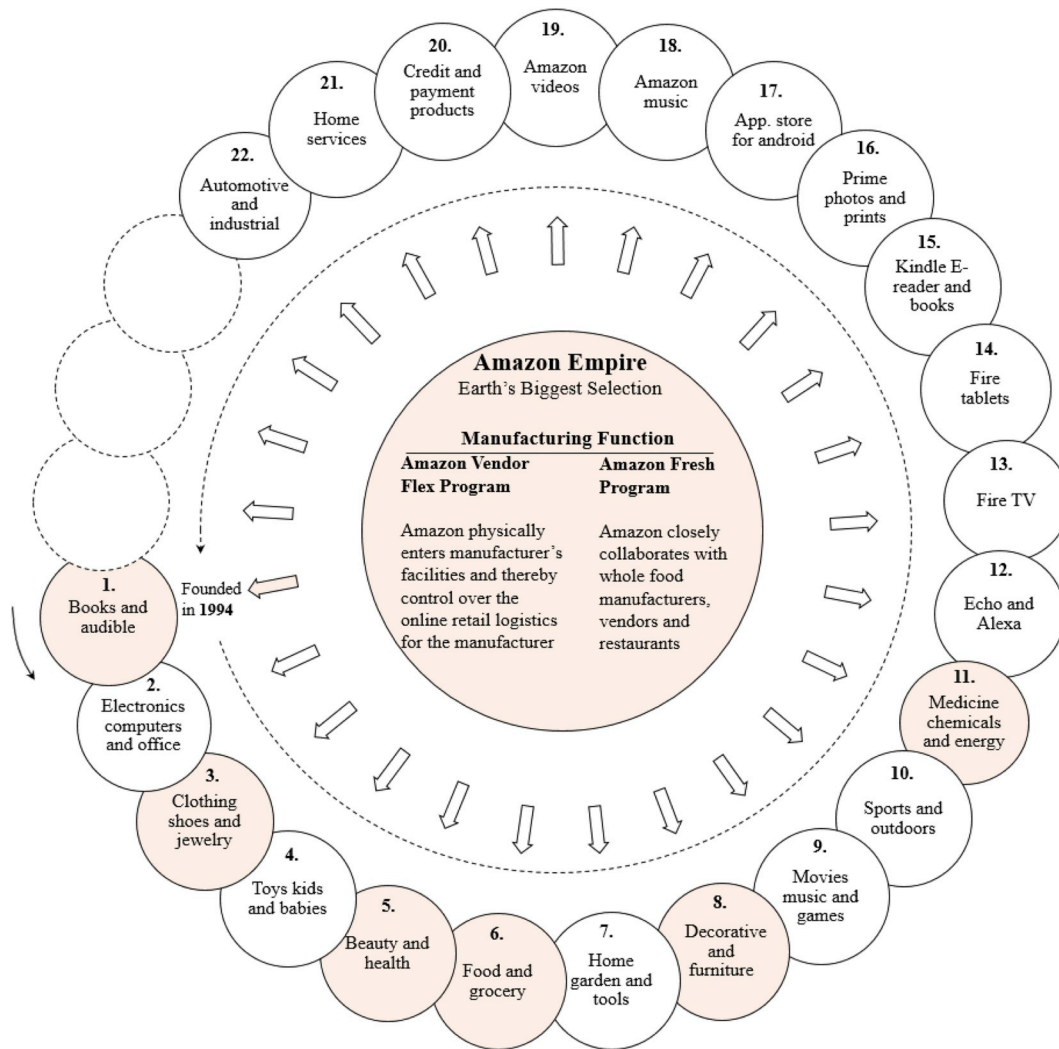 Amazon Empire
Earth's Biggest Selection
Manufacturing Function
Amazon Vendor
Flex Program
Amazon physically
enters manufacturer's
facilities and thereby
control over the
online retail logistics
for the manufacturer
Amazon Fresh
Program
Amazon closely
collaborates with
whole food
manufacturers,
vendors and
restaurants
Founded
in 1994
1.
Books and
audible
2.
Electronics
computers
and office
3.
Clothing
shoes and
jewelry
4.
Toys kids
and babies
5.
Beauty and
health
6.
Food and
grocery
7.
Home
garden and
tools
8.
Decorative
and
furniture
9.
Movies
music and
games
10.
Sports and
outdoors
11.
Medicine
chemicals
and energy
12.
Echo and
Alexa
13.
Fire TV
14.
Fire
tablets
15.
Kindle E-
reader and
books
16.
Prime
photos and
prints
17.
App. store
for android
18.
Amazon
music
19.
Amazon
videos
20.
Credit and
payment
products
21.
Home
services
22.
Automotive
and
industrial